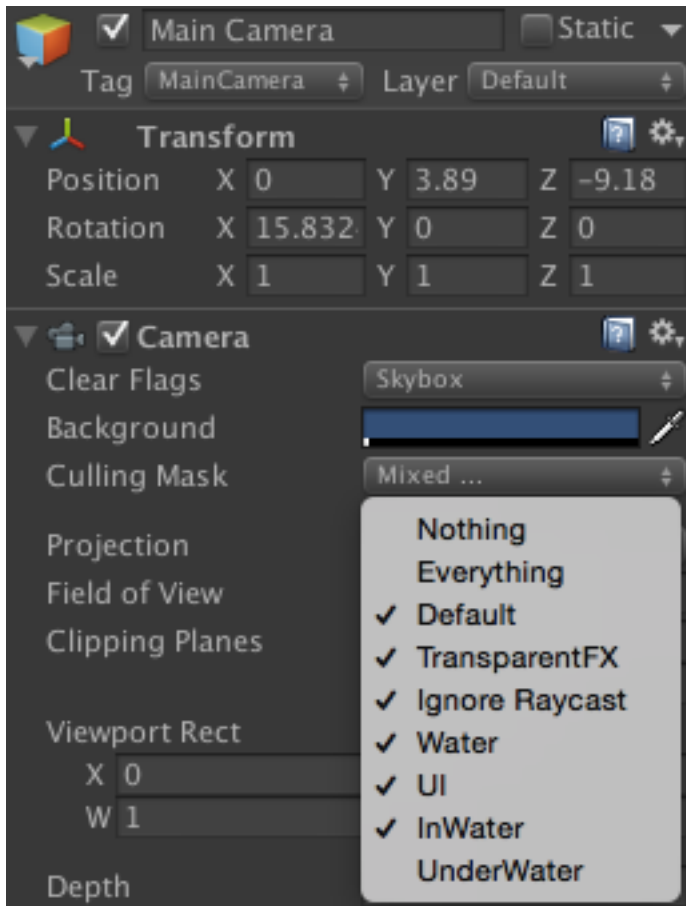 Main Camera Static
Tag MainCamera Layer Default
Transform
Position X 0 Y 3.89 Z -9.18
Rotation X 15.832 Y 0 Z 0
Scale X 1 Y 1 Z 1
Camera
Clear Flags Skybox
Background
Culling Mask Mixed ...
Nothing
Everything
Default
TransparentFX
Ignore Raycast
Water
UI
InWater
UnderWater
Projection
Field of View
Clipping Planes
Viewport Rect
X 0
W 1
Depth